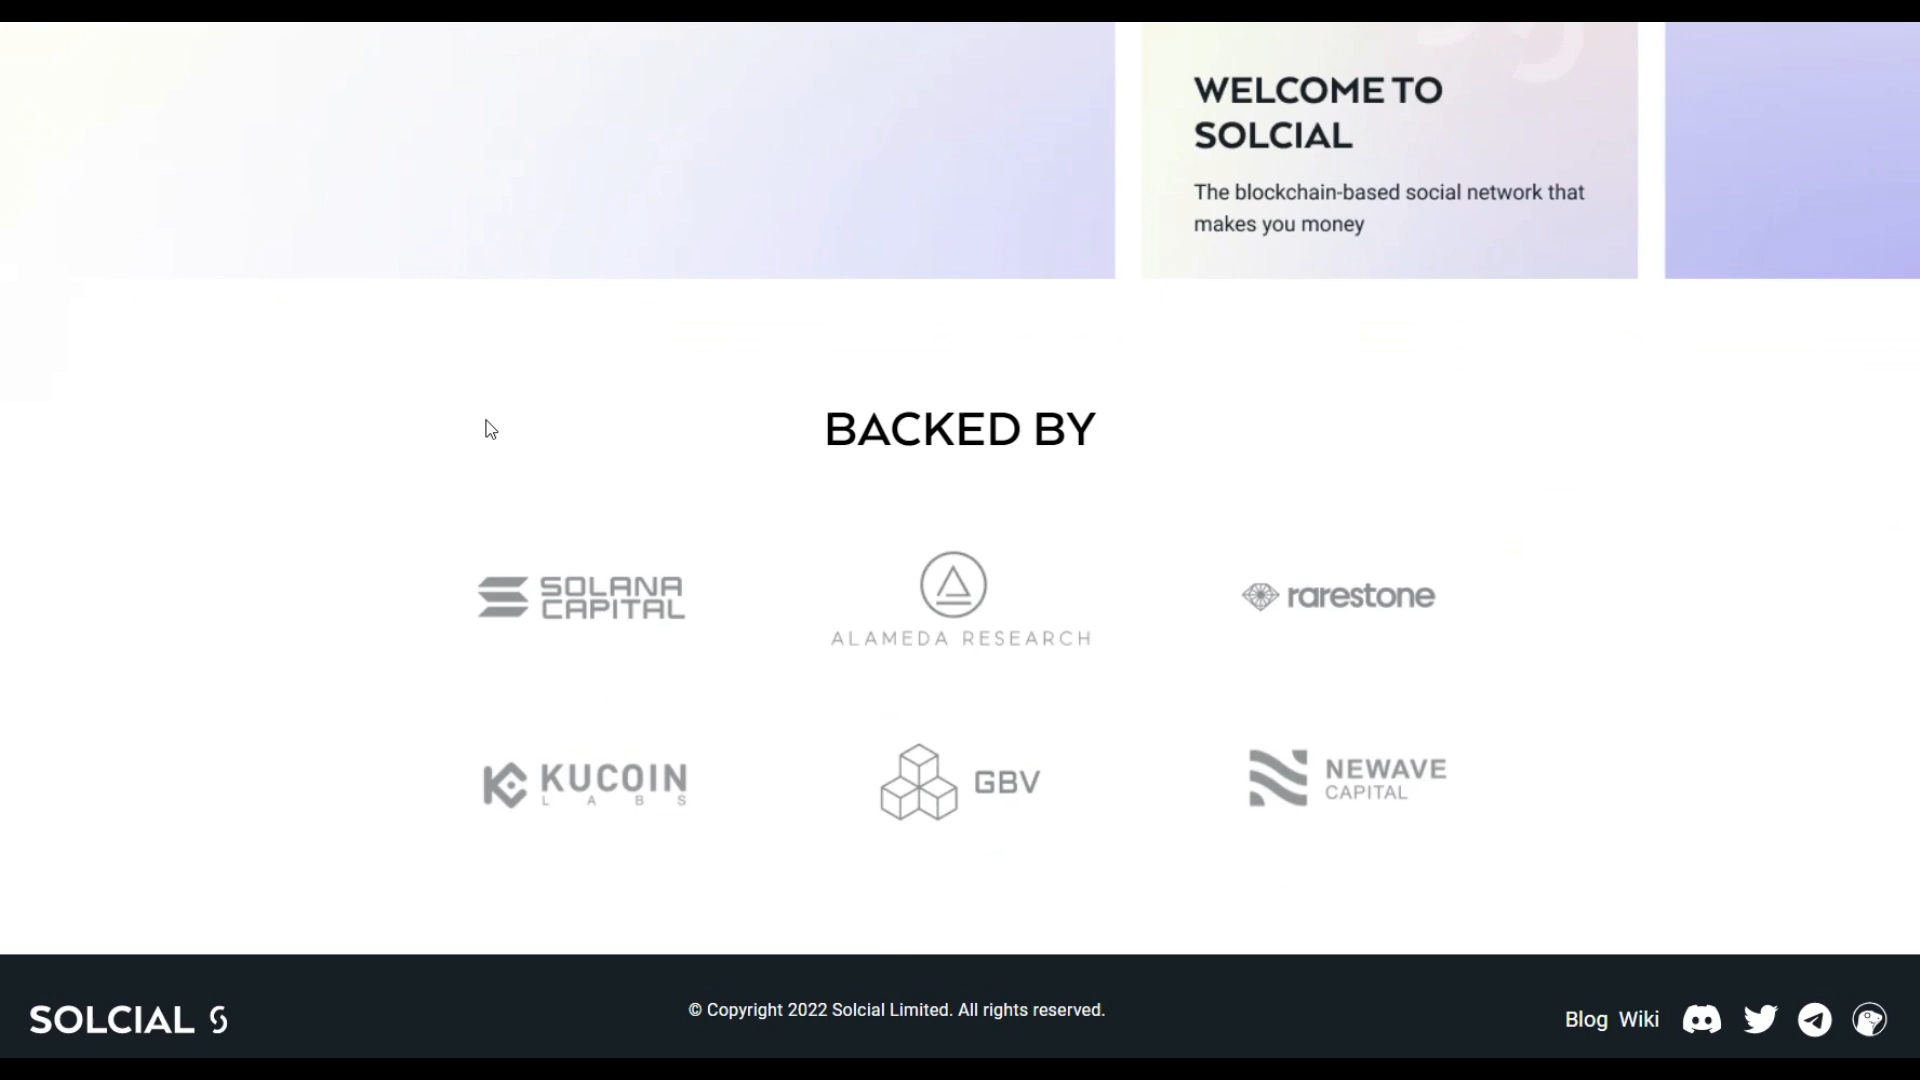 WELCOME TO
SOLCIAL
The blockchain-based social network that
makes you money
BACKED BY
SOLANA
CAPITAL
ALAMEDA RESEARCH
rarestone
KUCOIN
LABS
GBV
NEWAVE
CAPITAL
SOLCIAL
© Copyright 2022 Solcial Limited. All rights reserved.
Blog Wiki